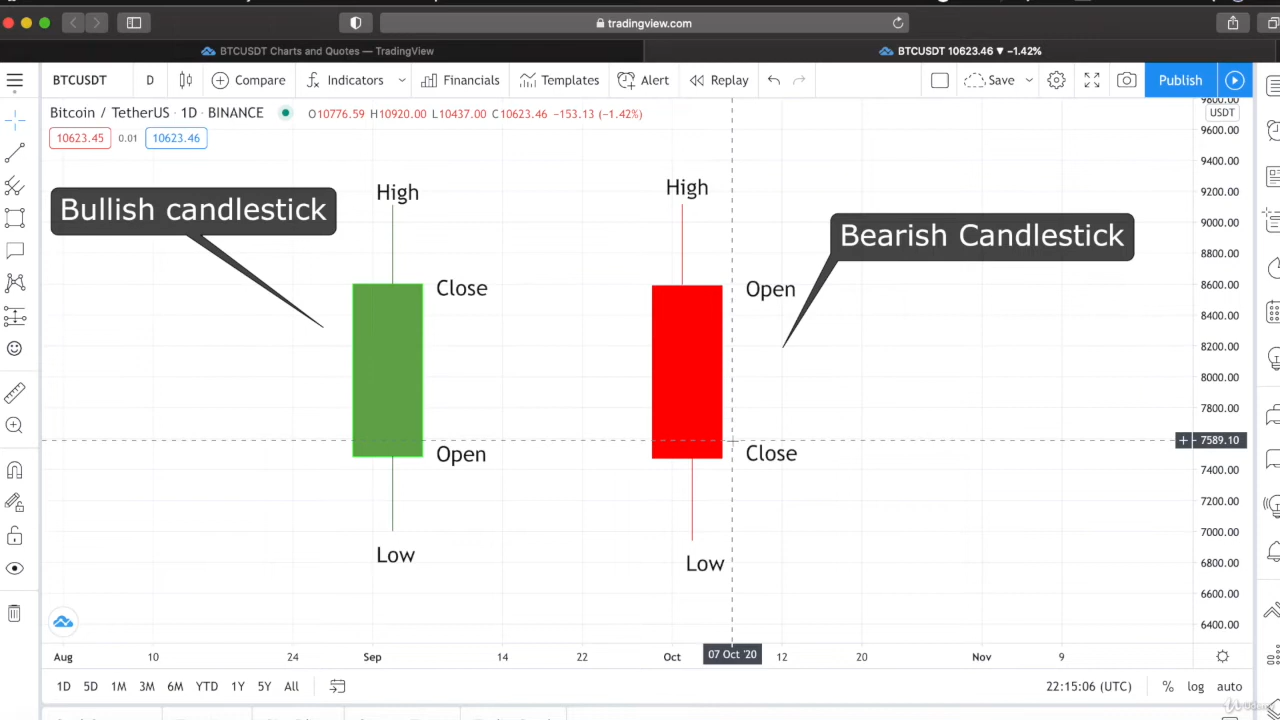 tradingview.com
BTCUSDT Charts and Quotes — TradingView
BTCUSDT 10623.46 ▼ −1.42%
BTCUSDT D Compare Indicators Financials Templates Alert Replay Save Publish
Bitcoin / TetherUS · 1D · BINANCE O10776.59 H10920.00 L10437.00 C10623.46 −153.13 (−1.42%)
10623.45 0.01 10623.46
USDT
9800.00
9600.00
9400.00
9200.00
9000.00
8800.00
8600.00
8400.00
8200.00
8000.00
7800.00
7589.10
7400.00
7200.00
7000.00
6800.00
6600.00
6400.00
Bullish candlestick
High
Close
Open
Low
High
Bearish Candlestick
Open
Close
Low
Aug 10 24 Sep 14 22 Oct 07 Oct '20 12 20 Nov 9
1D 5D 1M 3M 6M YTD 1Y 5Y All 22:15:06 (UTC) % log auto